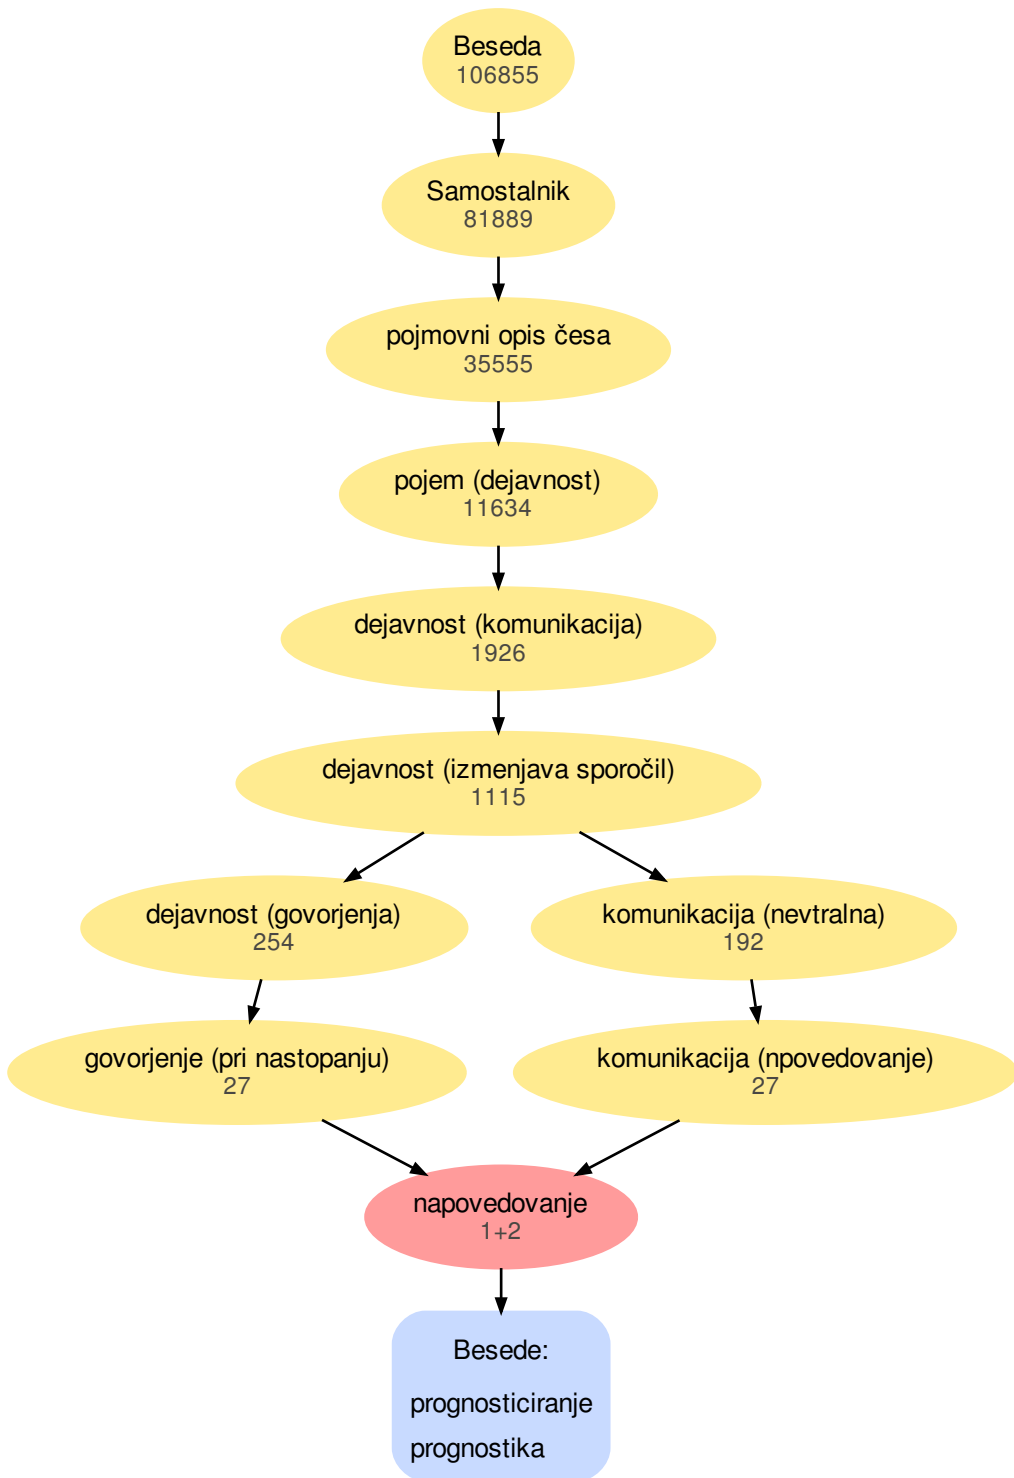 Beseda
106855
Samostalnik
81889
pojmovni opis česa
35555
pojem (dejavnost)
11634
dejavnost (komunikacija)
1926
dejavnost (izmenjava sporočil)
1115
dejavnost (govorjenja)
254
komunikacija (nevtralna)
192
govorjenje (pri nastopanju)
27
komunikacija (npovedovanje)
27
napovedovanje
1+2
Besede:
prognosticiranje
prognostika